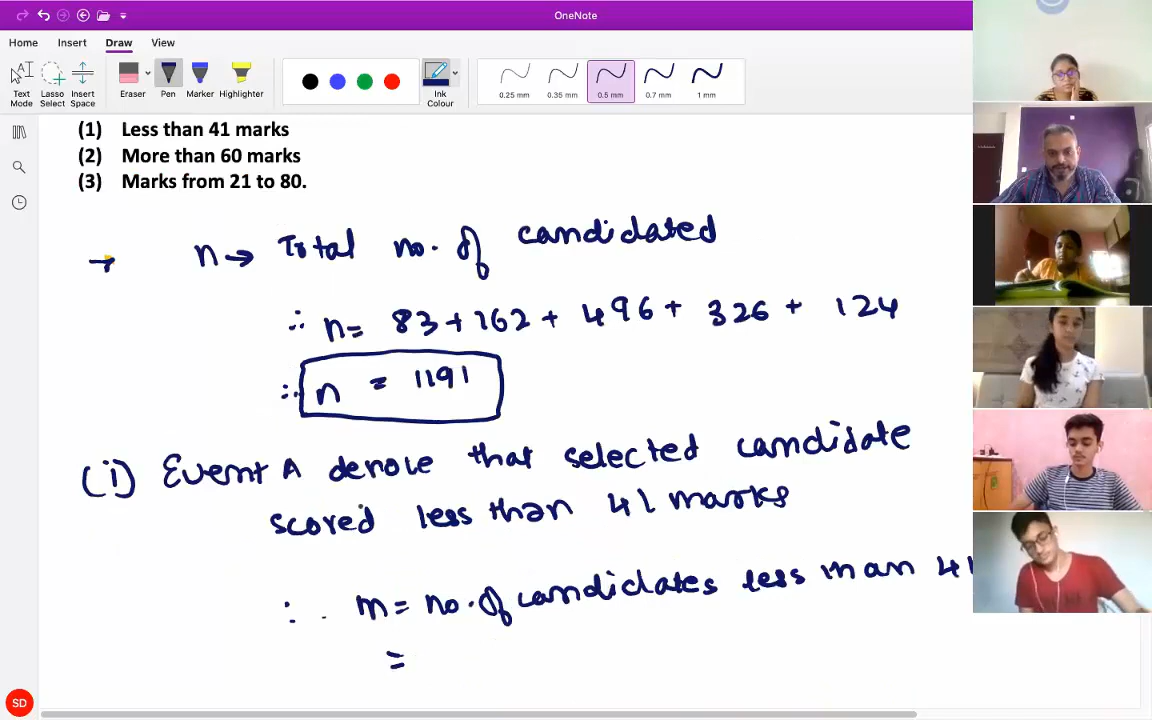 OneNote
Home Insert Draw View
Text Mode Lasso Select Insert Space Eraser Pen Marker Highlighter Ink Colour 0.25 mm 0.35 mm 0.5 mm 0.7 mm 1 mm
(1) Less than 41 marks
(2) More than 60 marks
(3) Marks from 21 to 80.
→ n → Total no. of candidated
∴ n = 83 + 162 + 496 + 326 + 124
∴ n = 1191
(i) Event A denote that selected candidate
scored less than 41 marks
∴ m = no. of candidates less than 41
=
SD